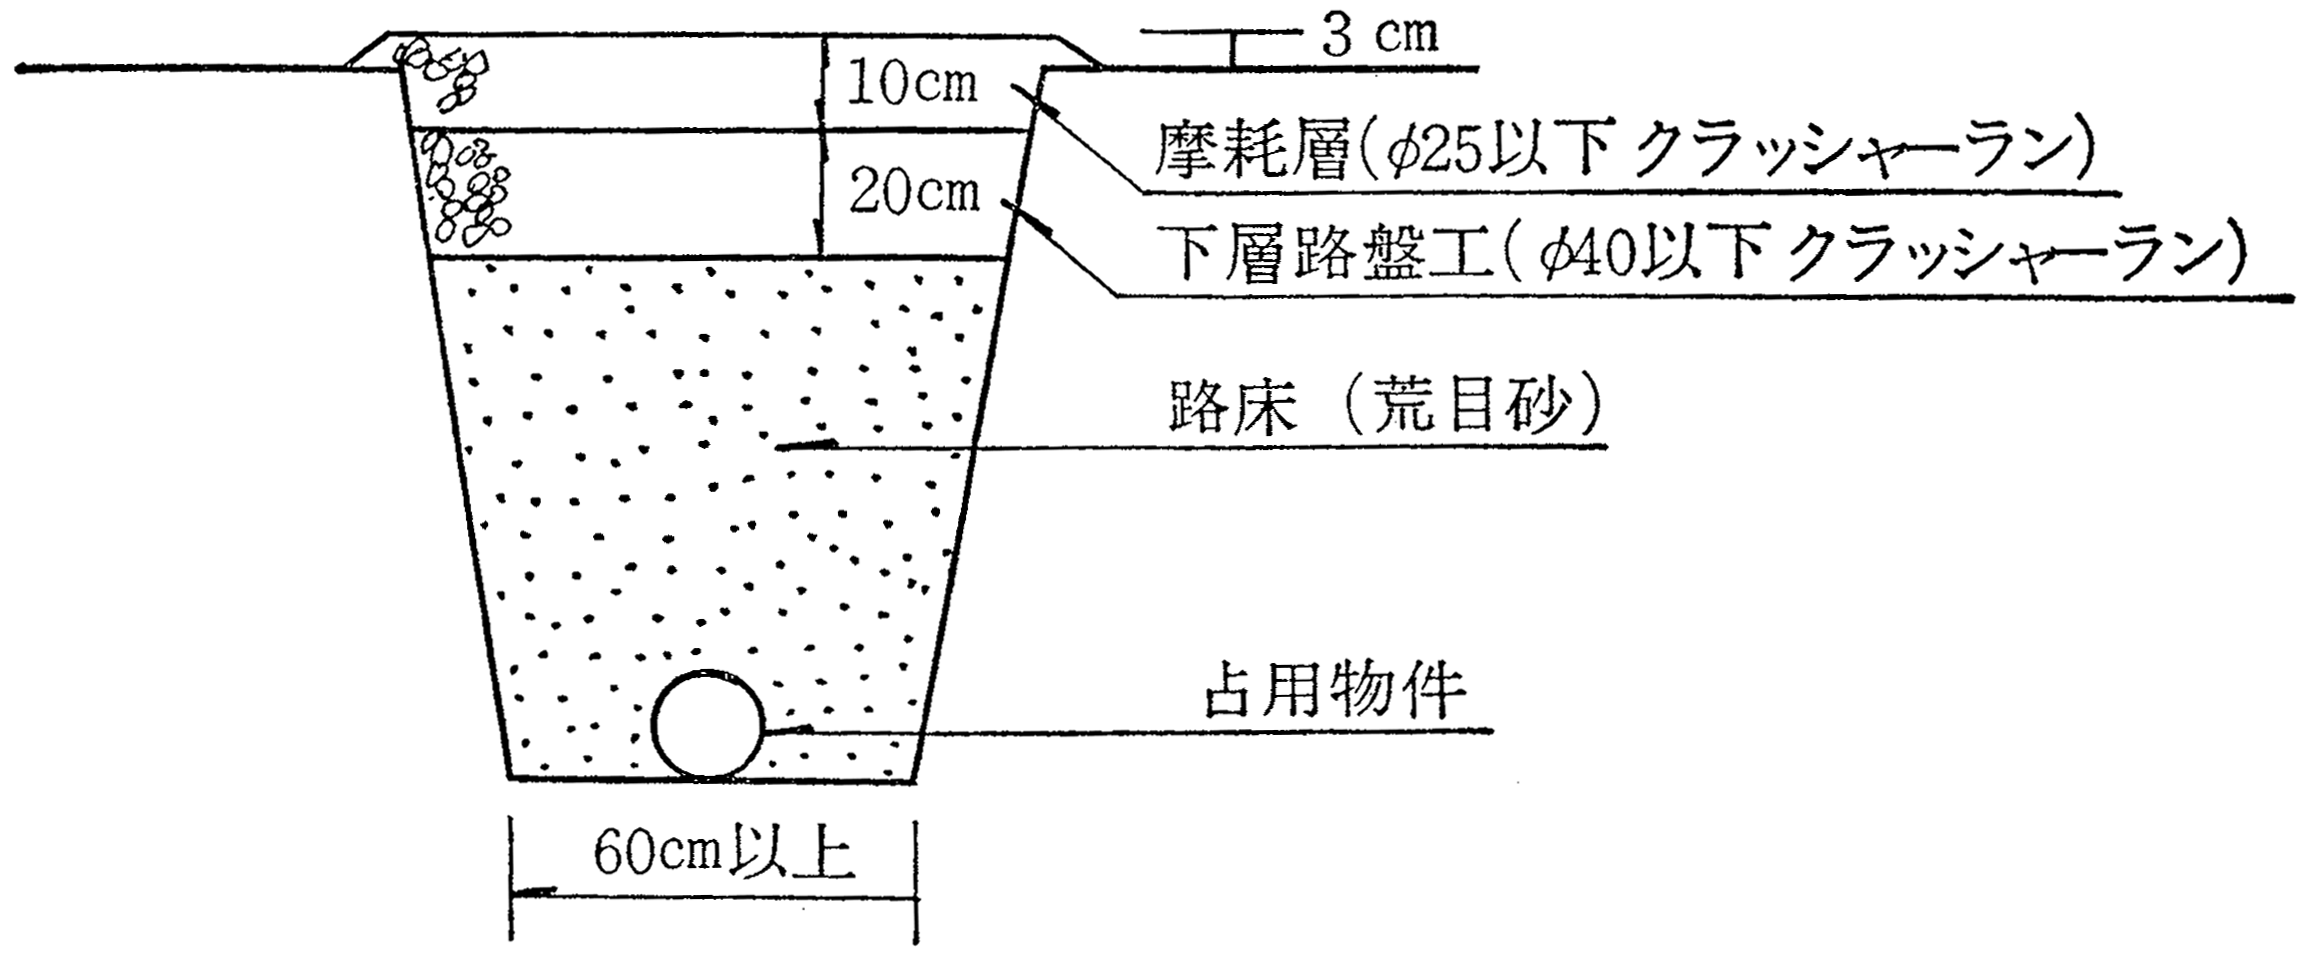 3 cm
10cm
摩耗層(φ25以下 クラッシャーラン)
20cm
下層路盤工(φ40以下 クラッシャーラン)
路床 (荒目砂)
占用物件
60cm以上